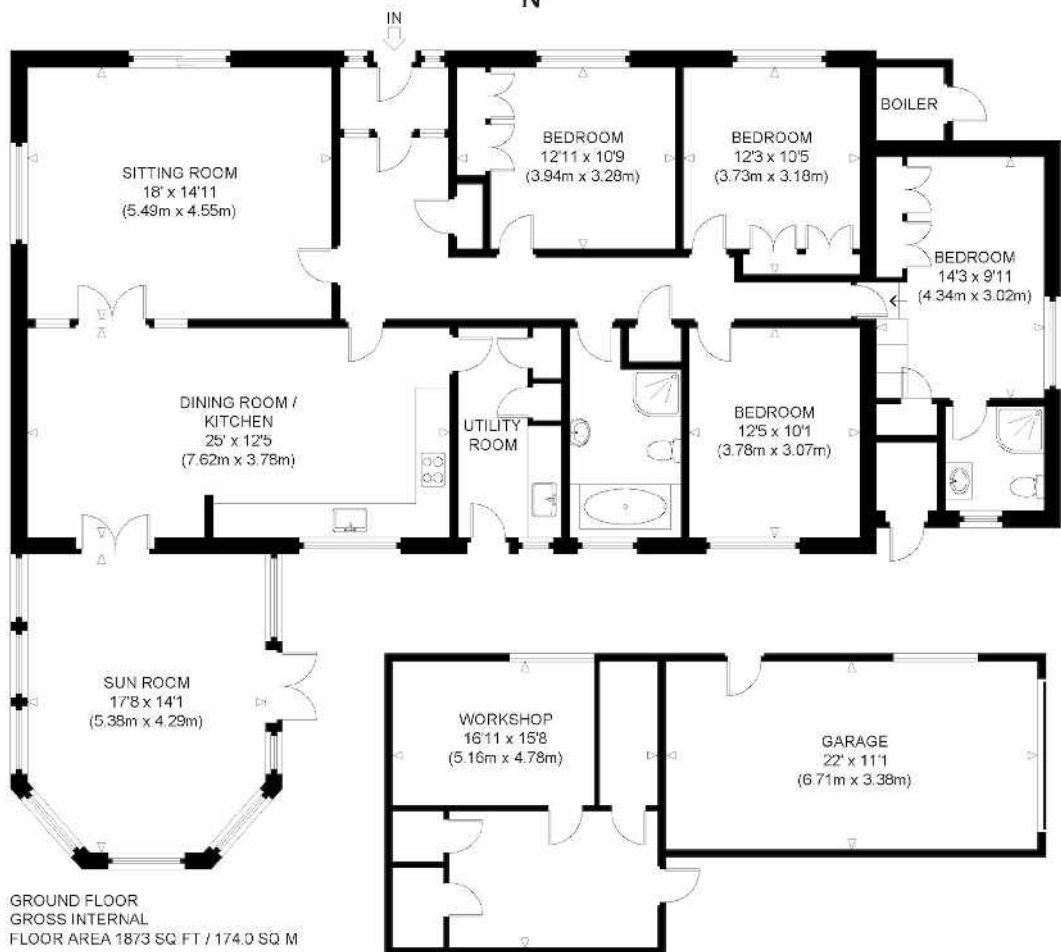 N
IN
SITTING ROOM
18' x 14'11
(5.49m x 4.55m)
BEDROOM
12'11 x 10'9
(3.94m x 3.28m)
BEDROOM
12'3 x 10'5
(3.73m x 3.18m)
BOILER
BEDROOM
14'3 x 9'11
(4.34m x 3.02m)
DINING ROOM /
KITCHEN
25' x 12'5
(7.62m x 3.78m)
UTILITY
ROOM
BEDROOM
12'5 x 10'1
(3.78m x 3.07m)
SUN ROOM
17'8 x 14'1
(5.38m x 4.29m)
WORKSHOP
16'11 x 15'8
(5.16m x 4.78m)
GARAGE
22' x 11'1
(6.71m x 3.38m)
GROUND FLOOR
GROSS INTERNAL
FLOOR AREA 1873 SQ FT / 174.0 SQ M